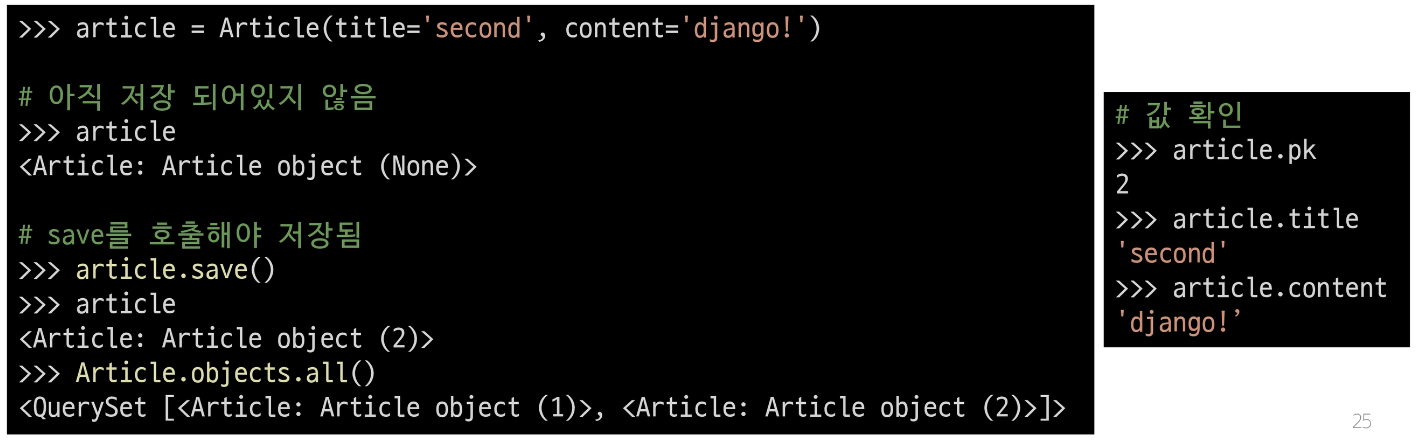 >>> article = Article(title='second', content='django!')
# 아직 저장 되어있지 않음
>>> article
<Article: Article object (None)>
# save를 호출해야 저장됨
>>> article.save()
>>> article
<Article: Article object (2)>
>>> Article.objects.all()
<QuerySet [<Article: Article object (1)>, <Article: Article object (2)>]>
# 값 확인
>>> article.pk
2
>>> article.title
'second'
>>> article.content
'django!’
25